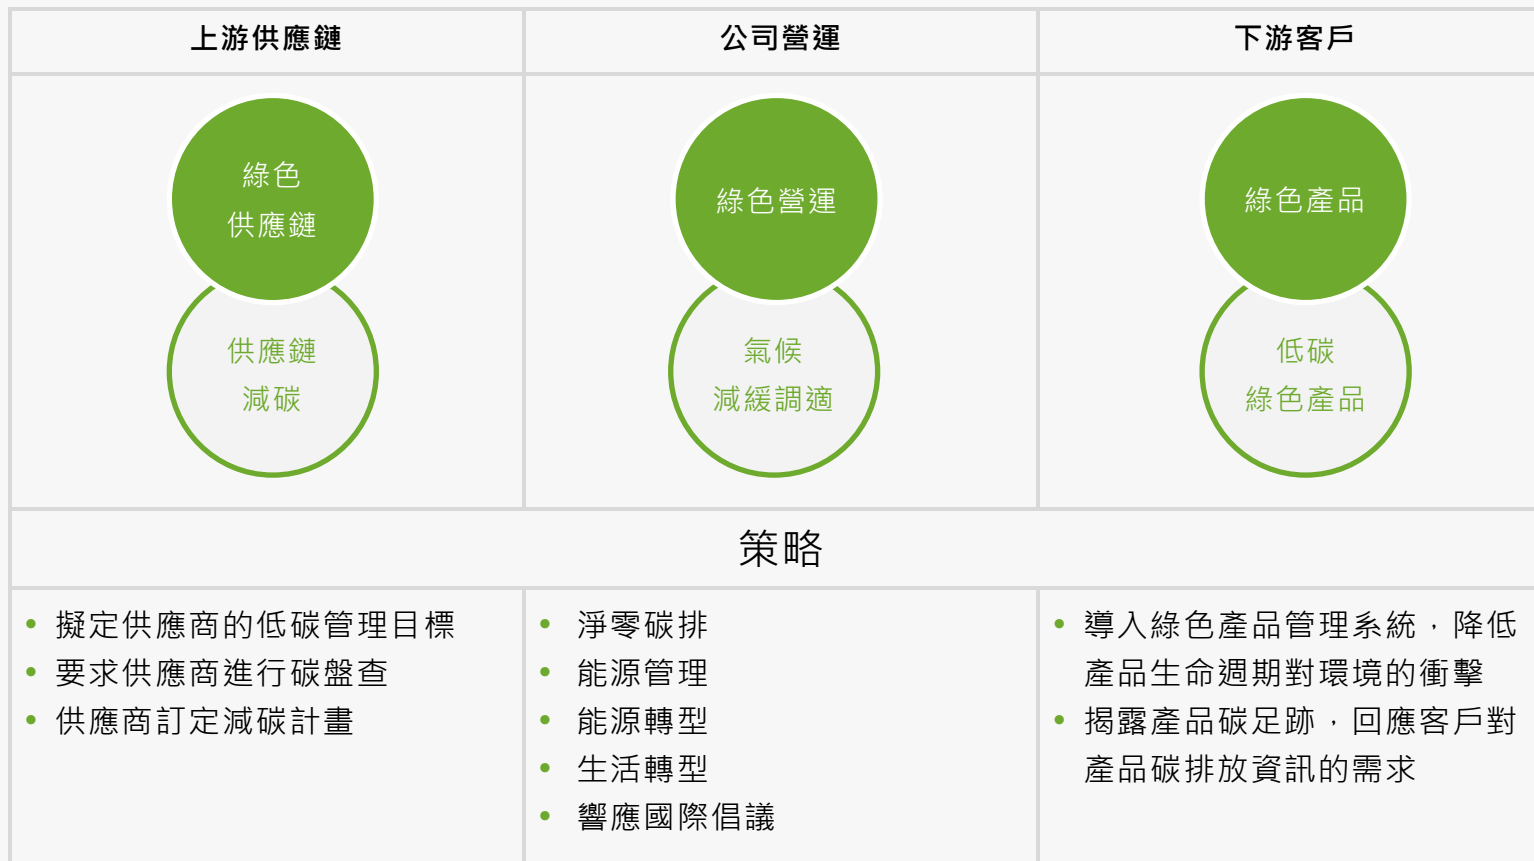 上游供應鏈
公司營運
下游客戶
綠色
供應鏈
供應鏈
減碳
綠色營運
氣候
減緩調適
綠色產品
低碳
綠色產品
策略
• 擬定供應商的低碳管理目標
• 要求供應商進行碳盤查
• 供應商訂定減碳計畫
• 淨零碳排
• 能源管理
• 能源轉型
• 生活轉型
• 響應國際倡議
• 導入綠色產品管理系統，降低
產品生命週期對環境的衝擊
• 揭露產品碳足跡，回應客戶對
產品碳排放資訊的需求